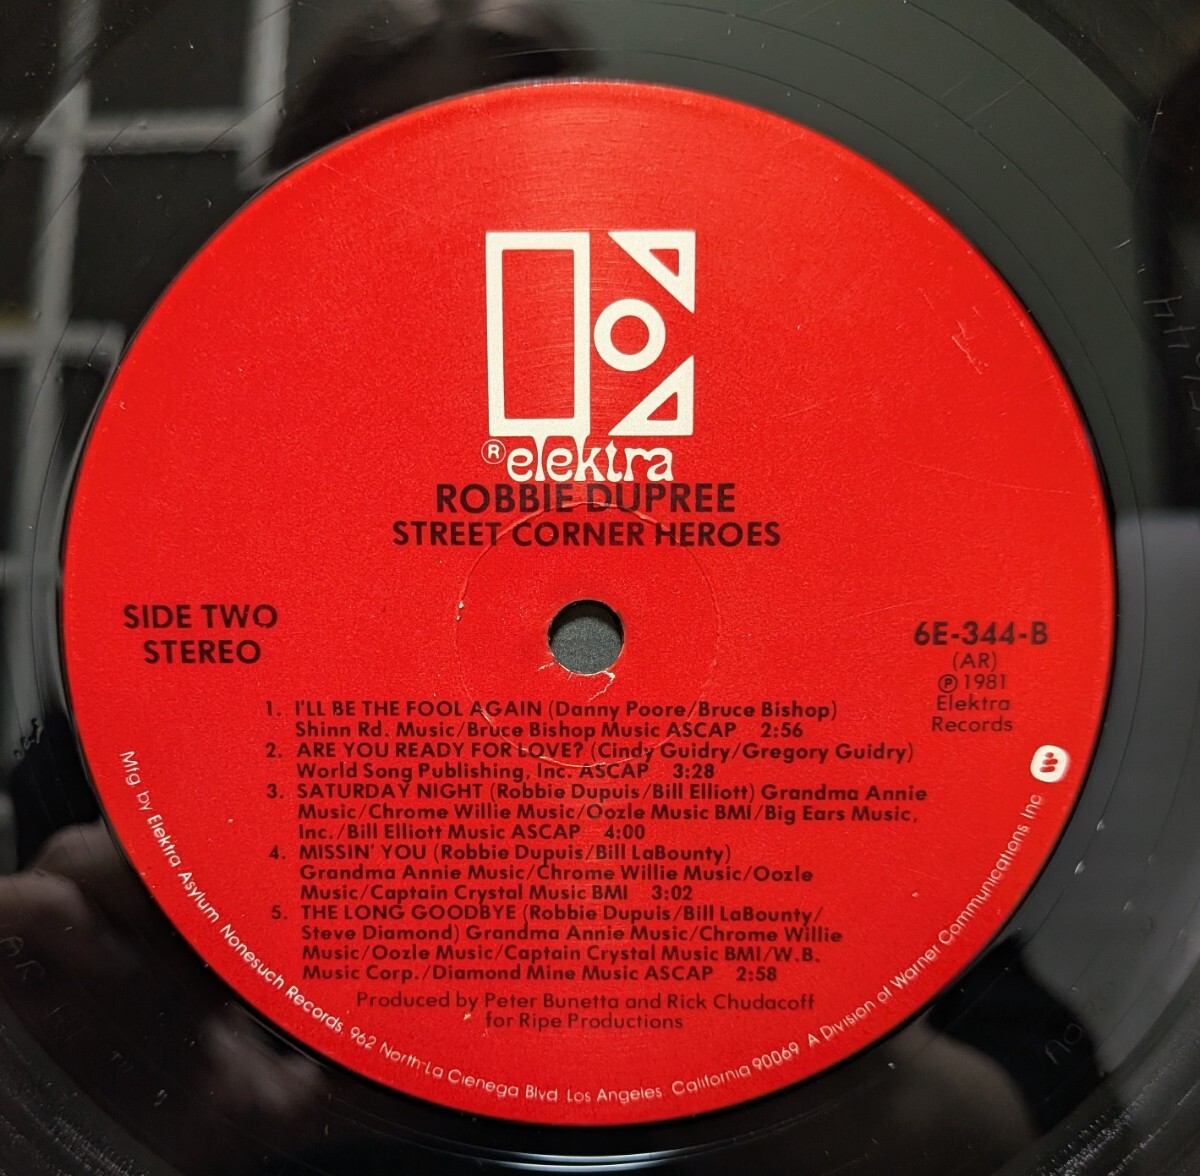 ® elektra
ROBBIE DUPREE
STREET CORNER HEROES
SIDE TWO
STEREO
6E-344-B
(AR)
Ⓟ 1981
Elektra
Records
1. I'LL BE THE FOOL AGAIN (Danny Poore/Bruce Bishop)
Shinn Rd. Music/Bruce Bishop Music ASCAP 2:56
2. ARE YOU READY FOR LOVE? (Cindy Guidry/Gregory Guidry)
World Song Publishing, Inc. ASCAP 3:28
3. SATURDAY NIGHT (Robbie Dupuis/Bill Elliott) Grandma Annie
Music/Chrome Willie Music/Oozle Music BMI/Big Ears Music,
Inc./Bill Elliott Music ASCAP 4:00
4. MISSIN' YOU (Robbie Dupuis/Bill LaBounty)
Grandma Annie Music/Chrome Willie Music/Oozle
Music/Captain Crystal Music BMI 3:02
5. THE LONG GOODBYE (Robbie Dupuis/Bill LaBounty/
Steve Diamond) Grandma Annie Music/Chrome Willie
Music/Oozle Music/Captain Crystal Music BMI/W.B.
Music Corp./Diamond Mine Music ASCAP 2:58
Produced by Peter Bunetta and Rick Chudacoff
for Ripe Productions
Mfg by Elektra Asylum Nonesuch Records 962 North La Cienega Blvd Los Angeles California 90069 A Division of Warner Communications Inc